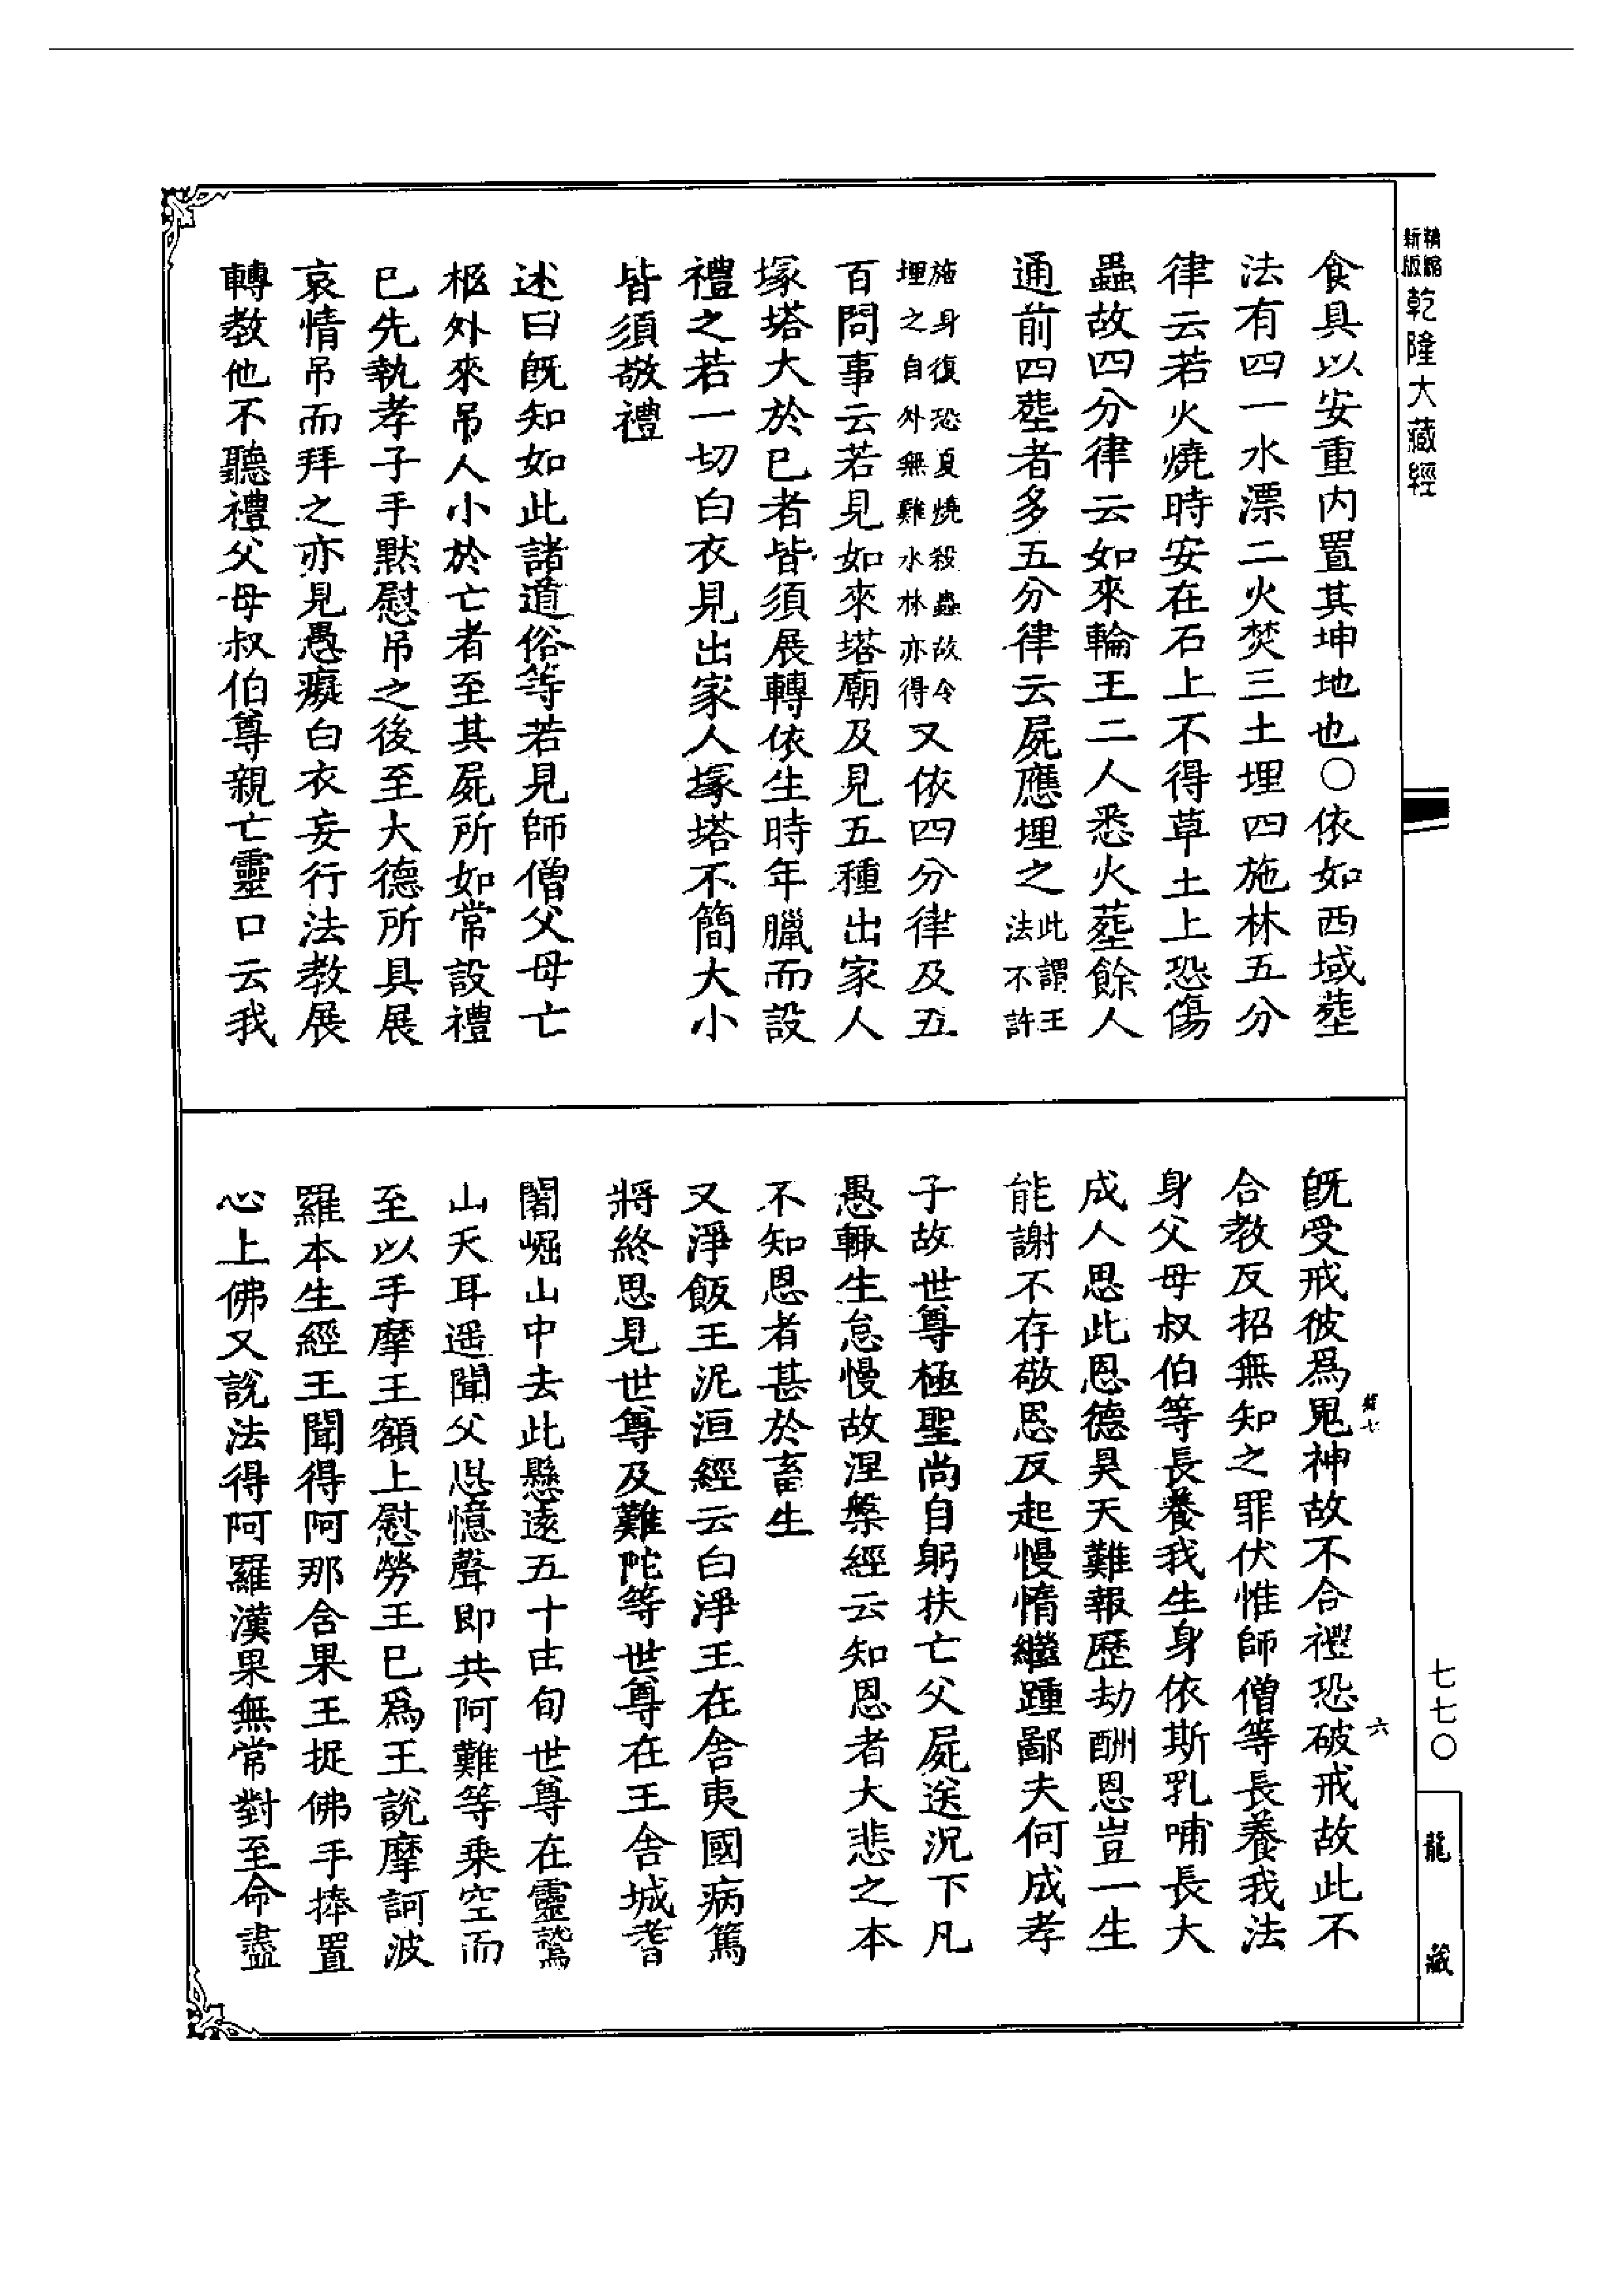 精縮新版乾隆大藏經
食具以安重内置其坤地也○依如西域塟
法有四一水漂二火焚三土埋四施林五分
律云若火燒時安在石上不得草土上恐傷
蟲故四分律云如來輪王二人悉火塟餘人
通前四塟者多五分律云屍應埋之此謂王法不許
施身復恐夏燒殺蟲故令埋之自外無難水林亦得又依四分律及五
百問事云若見如來塔廟及見五種出家人
塚塔大於已者皆須展轉依生時年臘而設
禮之若一切白衣見出家人塚塔不簡大小
皆須敬禮
述曰既知如此諸道俗等若見師僧父母亡
柩外來吊人小於亡者至其屍所如常設禮
已先執孝子手黙慰吊之後至大德所具展
哀情吊而拜之亦見愚癡白衣妄行法教展
轉教他不聽禮父母叔伯尊親亡靈口云我
既受戒彼爲鬼神故不合禮恐破戒故此不
合教反招無知之罪伏惟師僧等長養我法
身父母叔伯等長養我生身依斯乳哺長大
成人思此恩德昊天難報歷劫酬恩豈一生
能謝不存敬恩反起慢惰繼踵鄙夫何成孝
子故世尊極聖尚自躬扶亡父屍送況下凡
愚輙生怠慢故涅槃經云知恩者大悲之本
不知恩者甚於畜生
又淨飯王泥洹經云白淨王在舍夷國病篤
將終思見世尊及難陀等世尊在王舍城耆
闍崛山中去此懸遠五十由旬世尊在靈鷲
山天耳遥聞父思憶聲即共阿難等乘空而
至以手摩王額上慰勞王已爲王說摩訶波
羅本生經王聞得阿那含果王捉佛手捧置
心上佛又說法得阿羅漢果無常對至命盡
六
七七○
龍藏